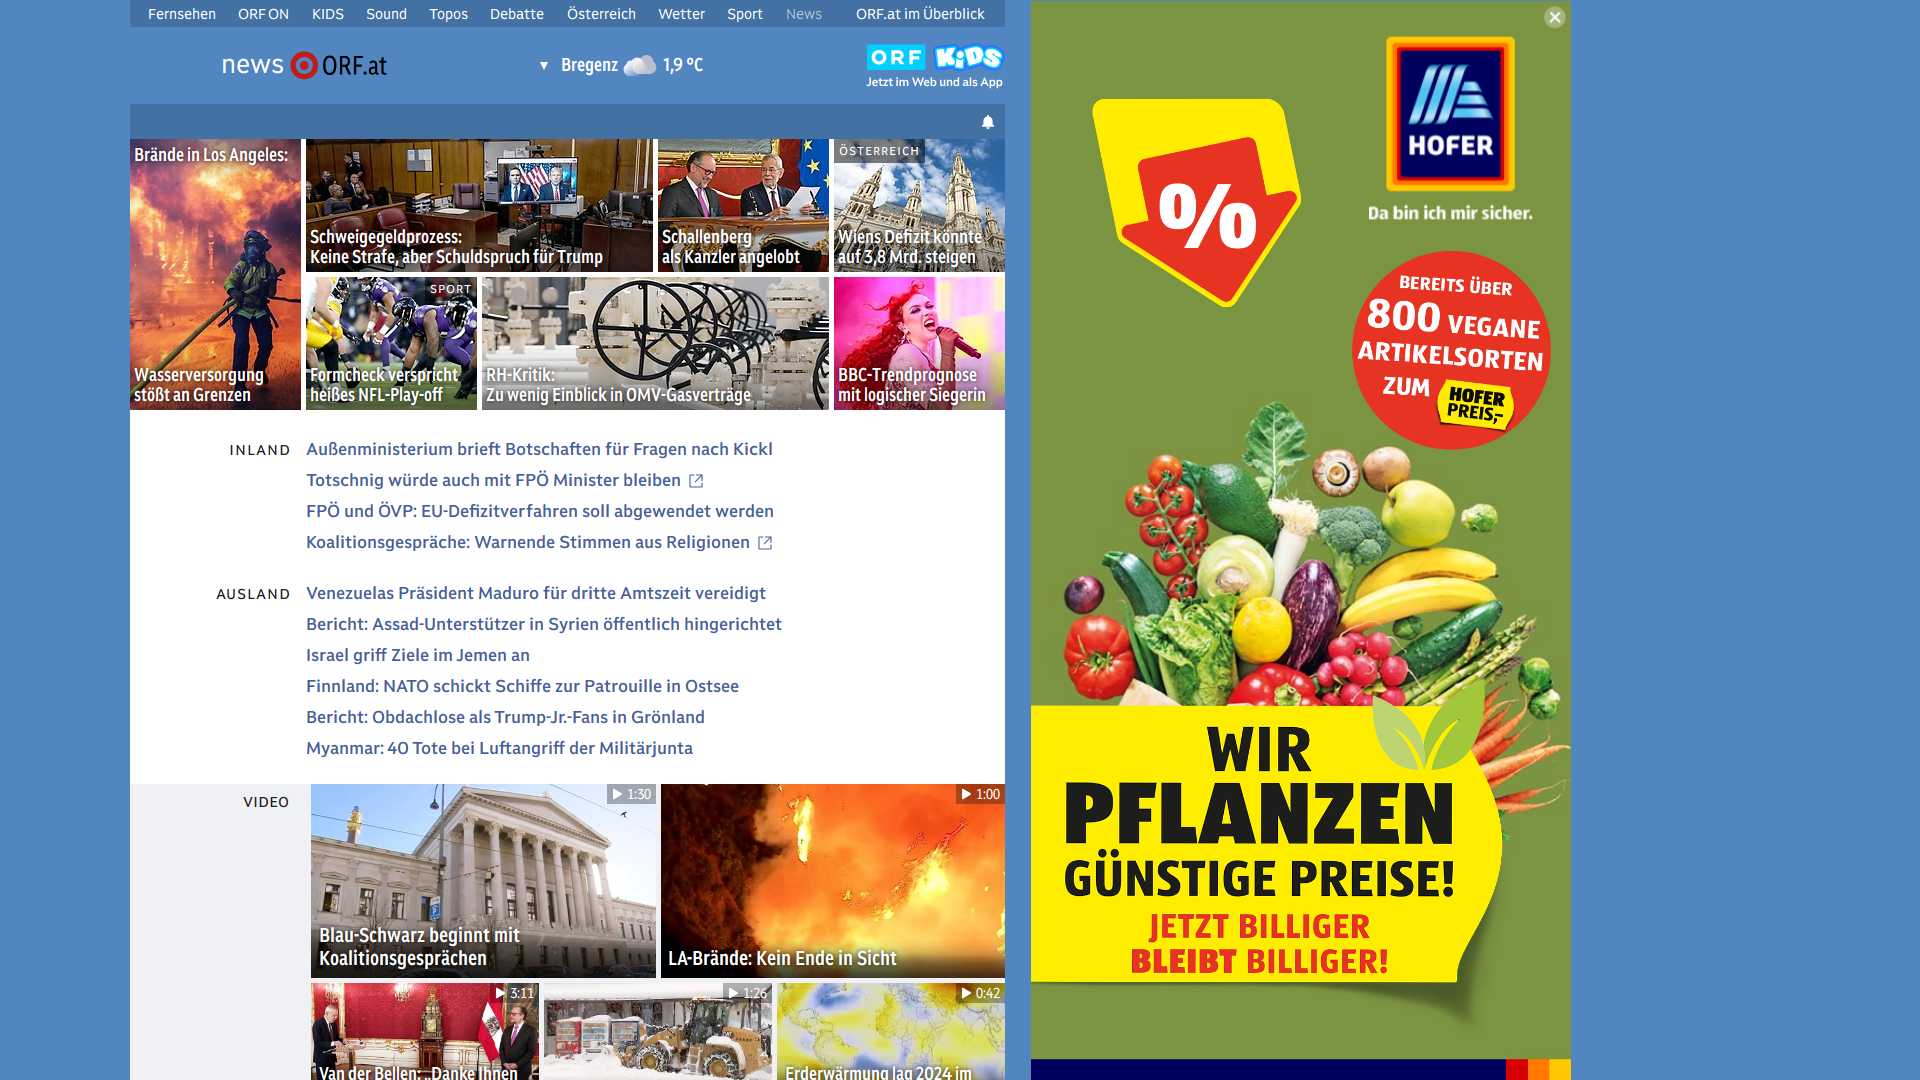 Fernsehen ORF ON KIDS Sound Topos Debatte Österreich Wetter Sport News ORF.at im Überblick
news ORF.at
▼ Bregenz 1,9 °C
ORF KiDS
Jetzt im Web und als App
Brände in Los Angeles:
Wasserversorgung
stößt an Grenzen
Schweigegeldprozess:
Keine Strafe, aber Schuldspruch für Trump
Schallenberg
als Kanzler angelobt
ÖSTERREICH
Wiens Defizit könnte
auf 3,8 Mrd. steigen
SPORT
Formcheck verspricht
heißes NFL-Play-off
RH-Kritik:
Zu wenig Einblick in OMV-Gasverträge
BBC-Trendprognose
mit logischer Siegerin
INLAND
Außenministerium brieft Botschaften für Fragen nach Kickl
Totschnig würde auch mit FPÖ Minister bleiben
FPÖ und ÖVP: EU-Defizitverfahren soll abgewendet werden
Koalitionsgespräche: Warnende Stimmen aus Religionen
AUSLAND
Venezuelas Präsident Maduro für dritte Amtszeit vereidigt
Bericht: Assad-Unterstützer in Syrien öffentlich hingerichtet
Israel griff Ziele im Jemen an
Finnland: NATO schickt Schiffe zur Patrouille in Ostsee
Bericht: Obdachlose als Trump-Jr.-Fans in Grönland
Myanmar: 40 Tote bei Luftangriff der Militärjunta
VIDEO
1:30
Blau-Schwarz beginnt mit
Koalitionsgesprächen
1:00
LA-Brände: Kein Ende in Sicht
3:11
Van der Bellen: „Danke Ihnen
1:26
0:42
Erderwärmung lag 2024 im
%
HOFER
Da bin ich mir sicher.
BEREITS ÜBER
800 VEGANE
ARTIKELSORTEN
ZUM HOFER
PREIS,-
WIR
PFLANZEN
GÜNSTIGE PREISE!
JETZT BILLIGER
BLEIBT BILLIGER!